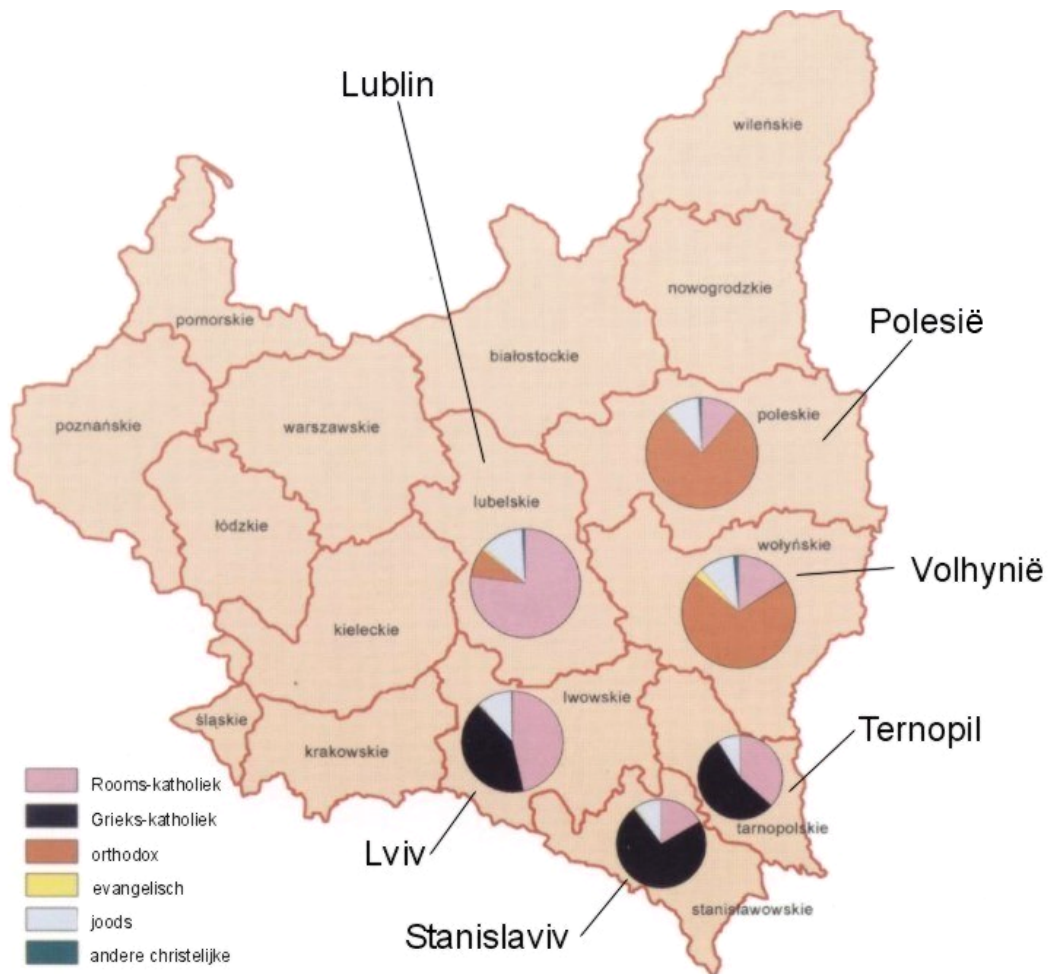 Lublin
wileńskie
nowogrodzkie
Polesië
pomorskie
białostockie
poznańskie
warszawskie
poleskie
lubelskie
łódzkie
wołyńskie
Volhynië
kieleckie
lwowskie
śląskie
krakowskie
Ternopil
Rooms-katholiek
Grieks-katholiek
tarnopolskie
orthodox
Lviv
evangelisch
joods
stanisławowskie
Stanislaviv
andere christelijke